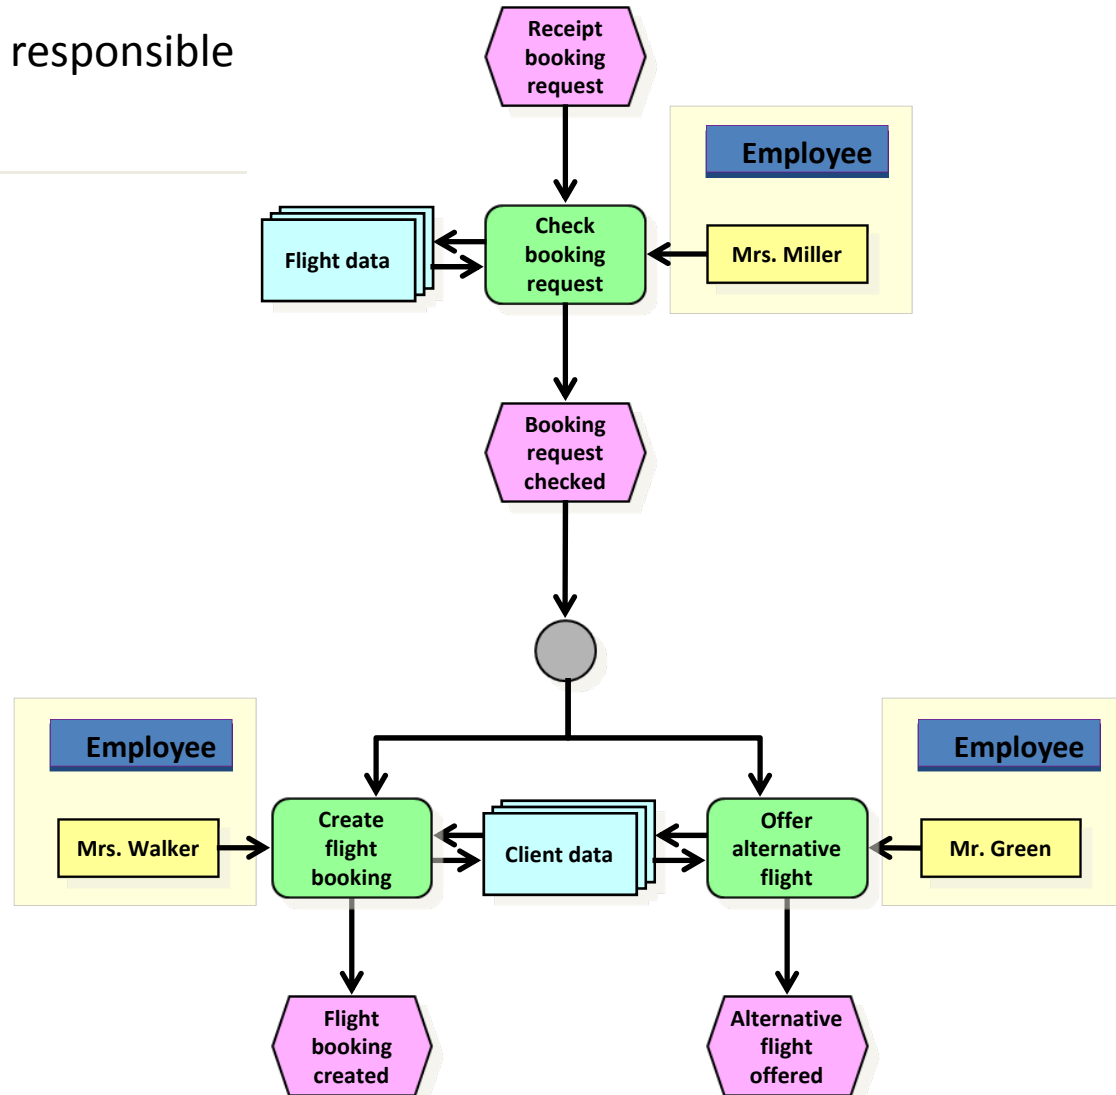 responsible
Receipt
booking
request
Employee
Flight data
Check
booking
request
Mrs. Miller
Booking
request
checked
Employee
Employee
Mrs. Walker
Create
flight
booking
Client data
Offer
alternative
flight
Mr. Green
Flight
booking
created
Alternative
flight
offered